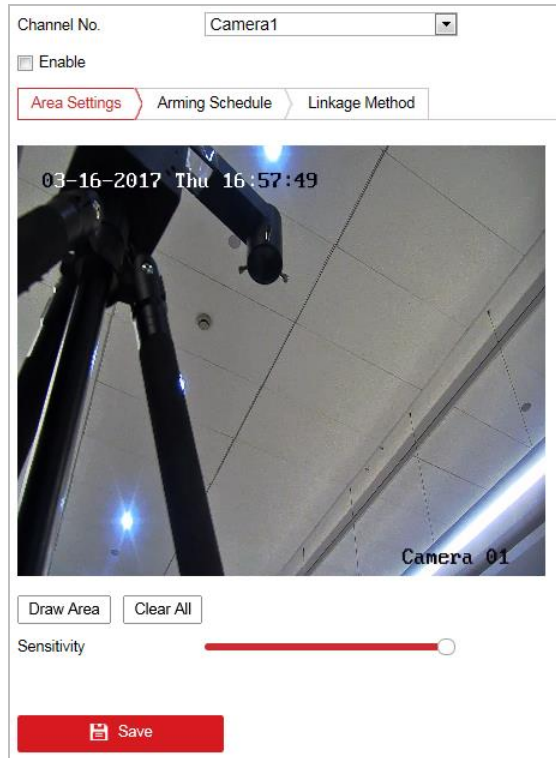 Channel No. Camera1
Enable
Area Settings Arming Schedule Linkage Method
03-16-2017 Thu 16:57:49
Camera 01
Draw Area Clear All
Sensitivity
Save